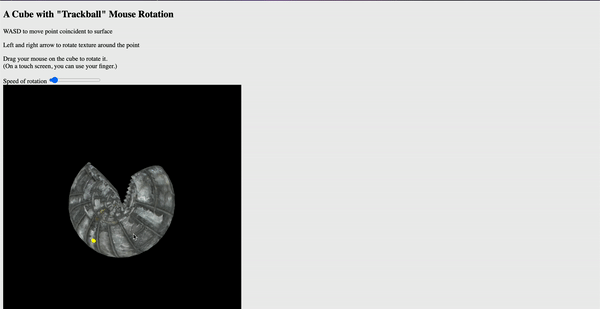 A Cube with "Trackball" Mouse Rotation
WASD to move point coincident to surface
Left and right arrow to rotate texture around the point
Drag your mouse on the cube to rotate it.
(On a touch screen, you can use your finger.)
Speed of rotation